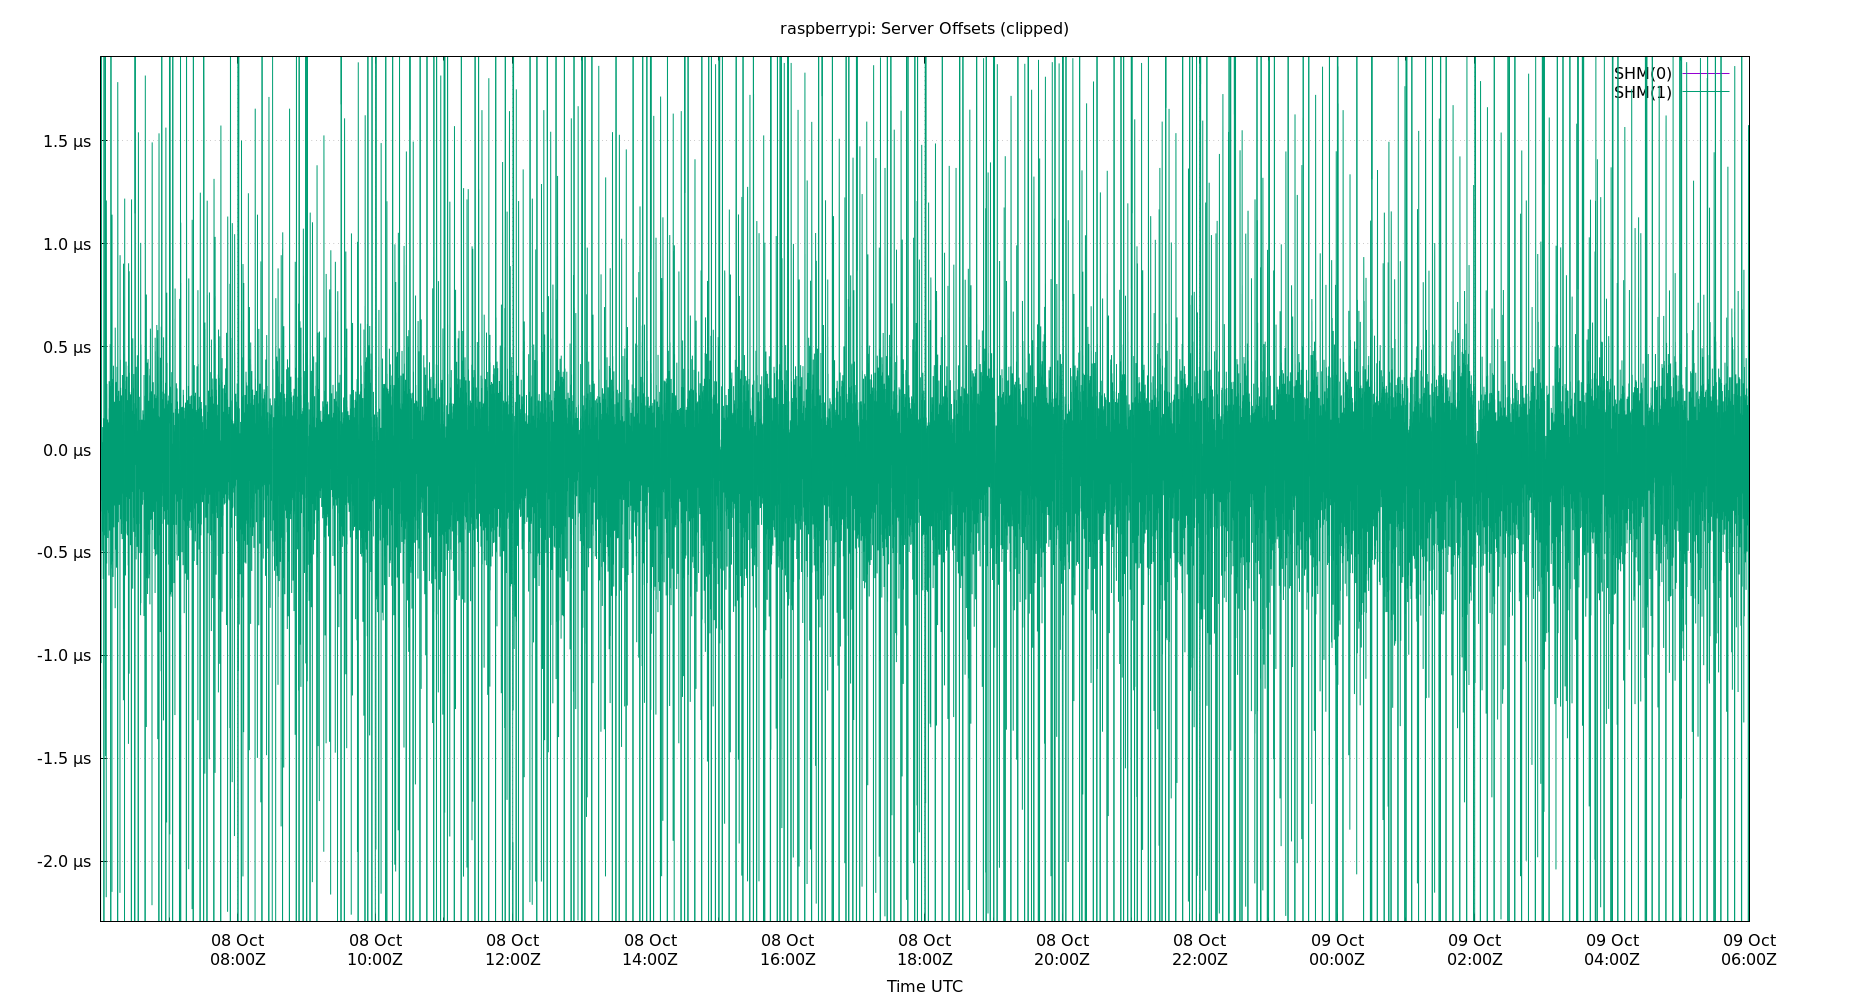 raspberrypi: Server Offsets (clipped)
SHM(0)
SHM(1)
1.5 µs
1.0 µs
0.5 µs
0.0 µs
-0.5 µs
-1.0 µs
-1.5 µs
-2.0 µs
08 Oct 08 Oct 08 Oct 08 Oct 08 Oct 08 Oct 08 Oct 08 Oct 09 Oct 09 Oct 09 Oct 09 Oct
08:00Z 10:00Z 12:00Z 14:00Z 16:00Z 18:00Z 20:00Z 22:00Z 00:00Z 02:00Z 04:00Z 06:00Z
Time UTC